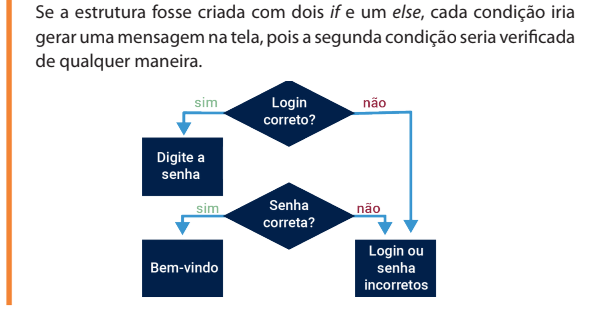 Se a estrutura fosse criada com dois if e um else, cada condição iria
gerar uma mensagem na tela, pois a segunda condição seria verificada
de qualquer maneira.
sim
Login
correto?
não
Digite a
senha
sim
Senha
correta?
não
Bem-vindo
Login ou
senha
incorretos